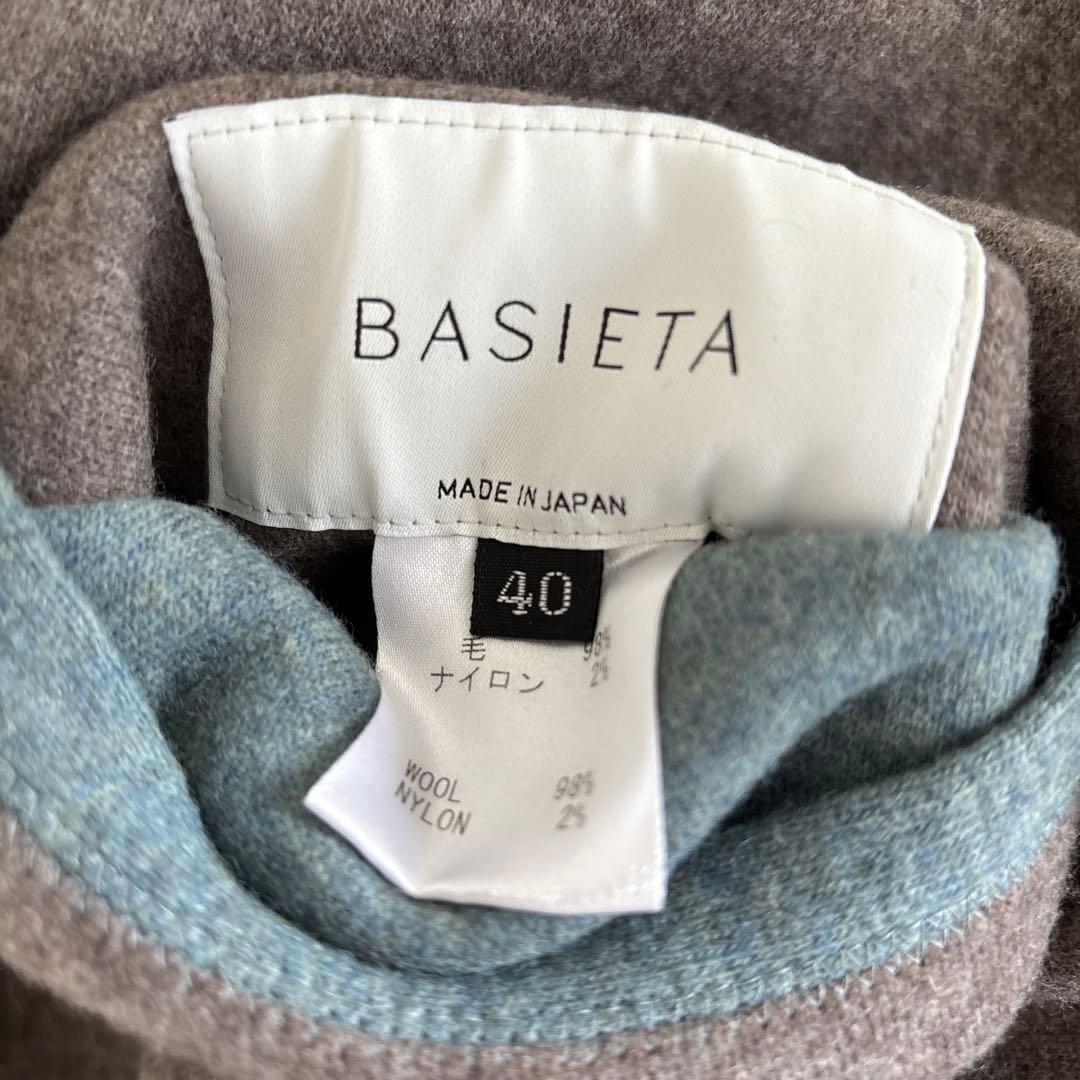 BASIETA
MADE IN JAPAN
40
毛 98%
ナイロン 2%
WOOL 98%
NYLON 2%